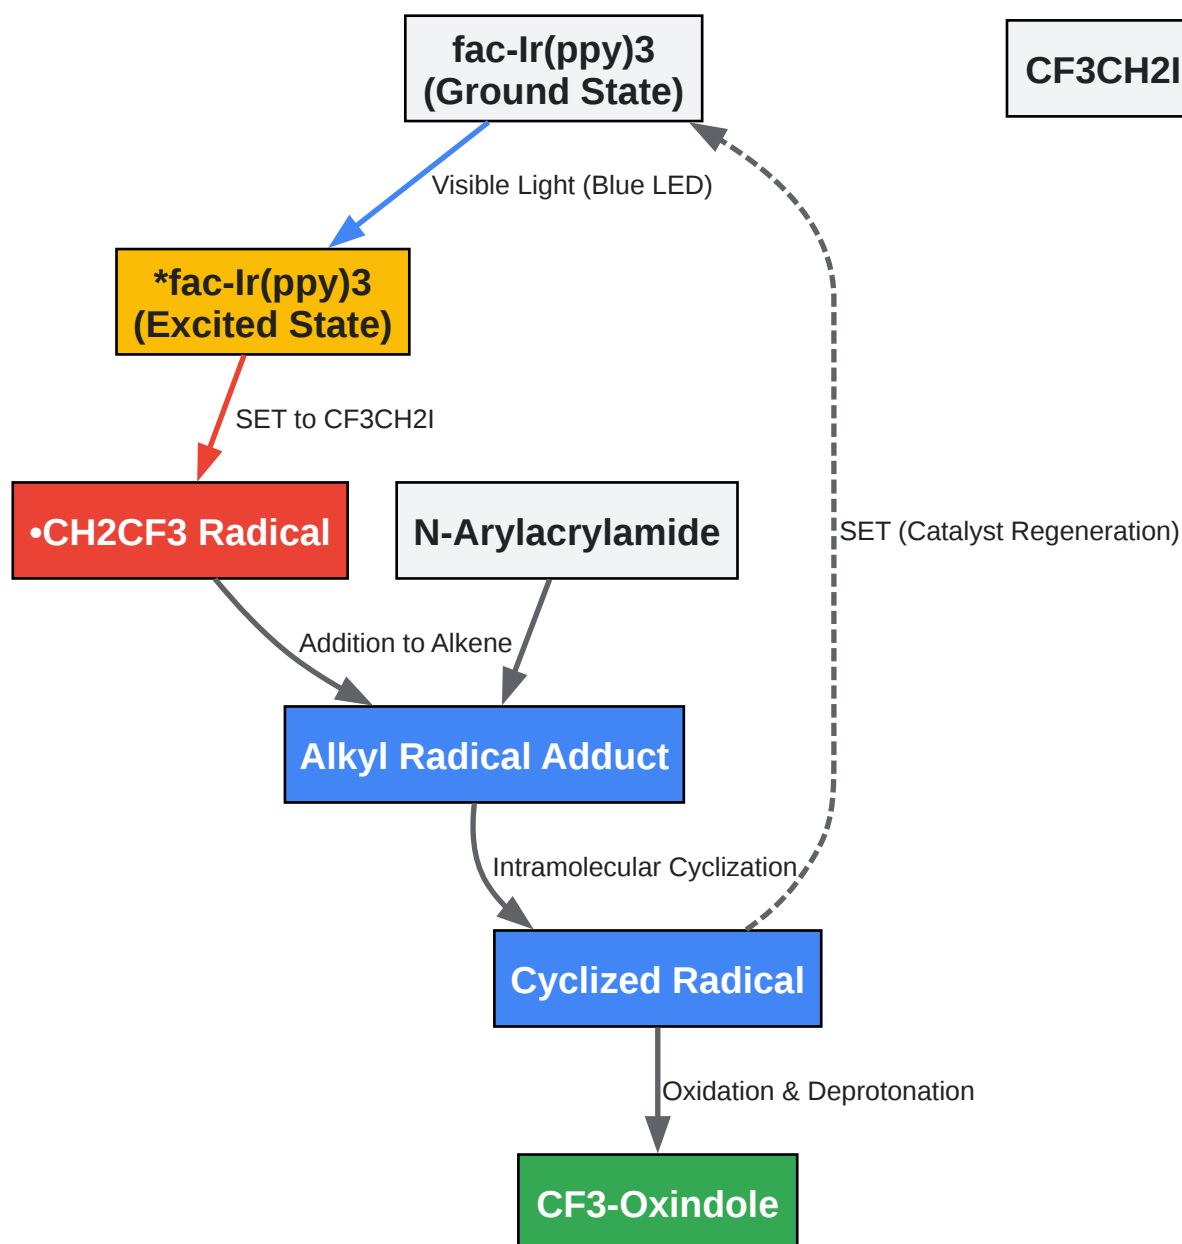 fac-Ir(ppy)3
(Ground State)
CF3CH2I
Visible Light (Blue LED)
*fac-Ir(ppy)3
(Excited State)
SET to CF3CH2I
•CH2CF3 Radical
N-Arylacrylamide
SET (Catalyst Regeneration)
Addition to Alkene
Alkyl Radical Adduct
Intramolecular Cyclization
Cyclized Radical
Oxidation & Deprotonation
CF3-Oxindole